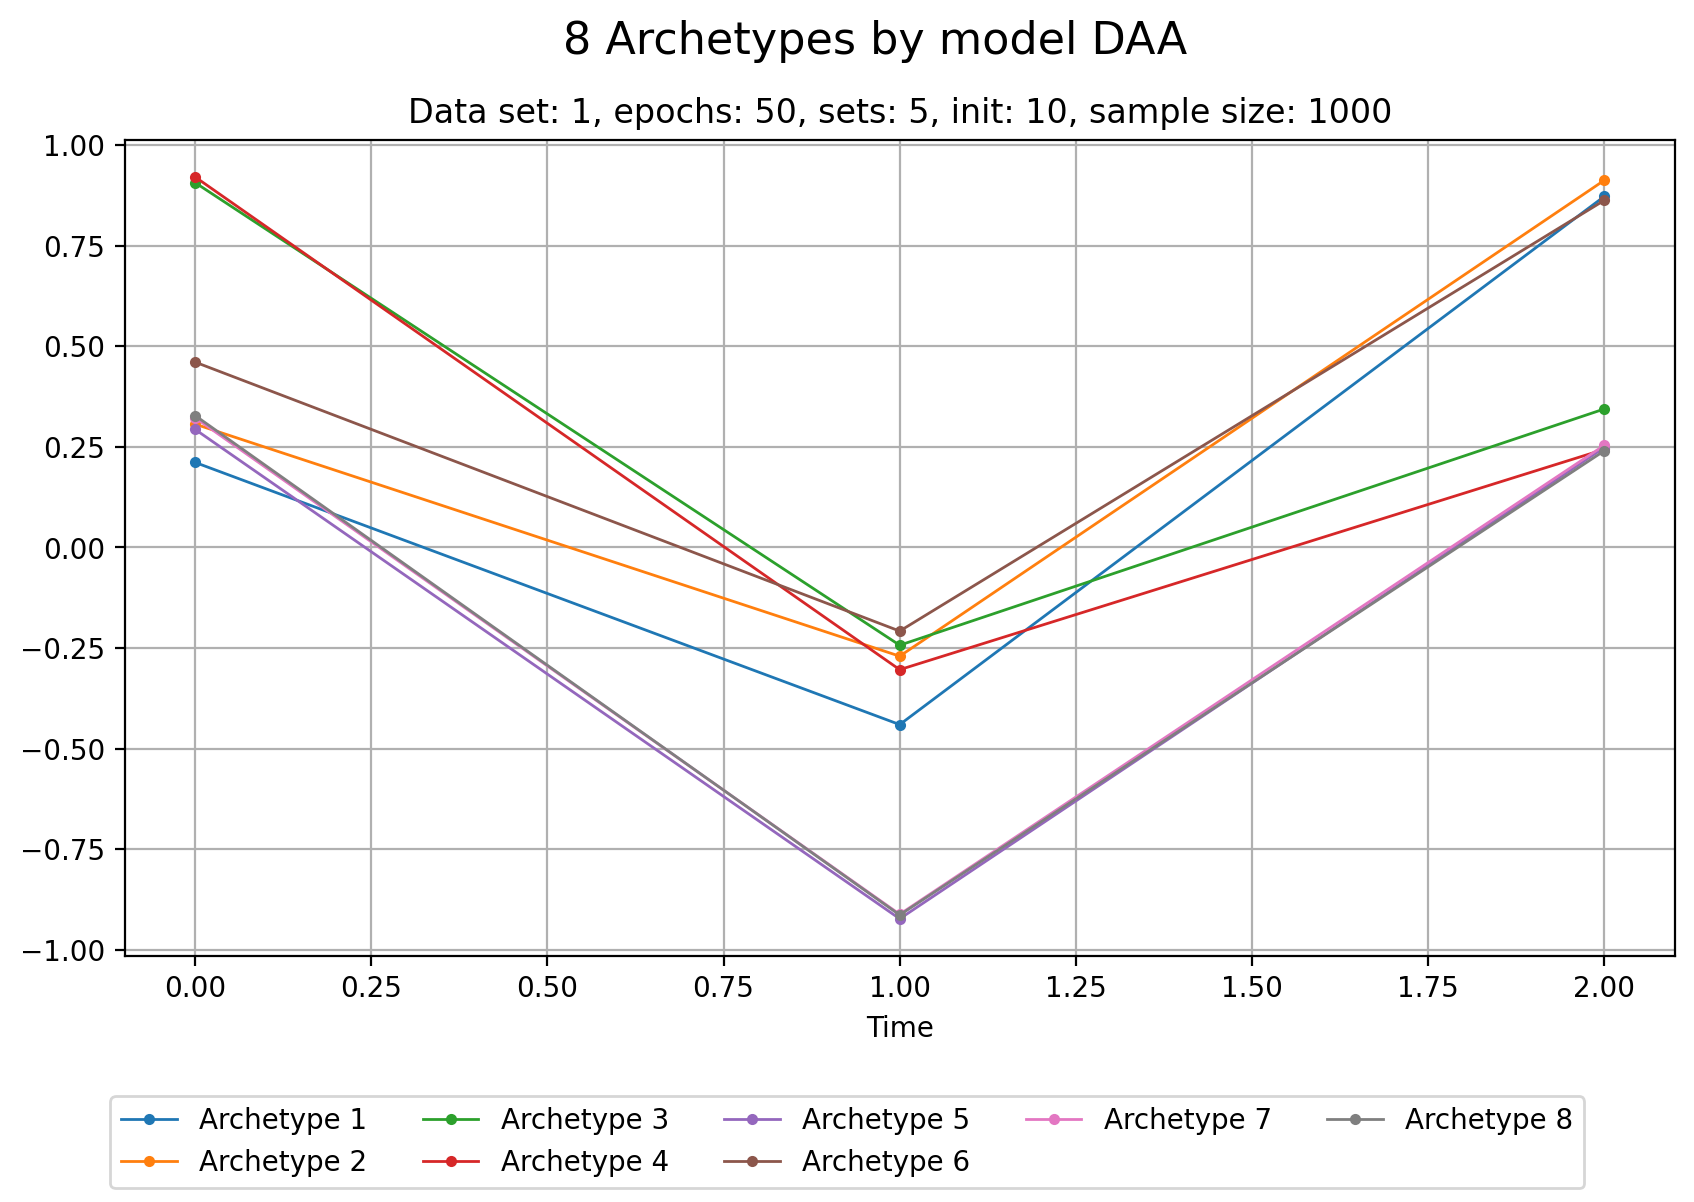 8 Archetypes by model DAA
Data set: 1, epochs: 50, sets: 5, init: 10, sample size: 1000
1.00
0.75
0.50
0.25
0.00
−0.25
−0.50
−0.75
−1.00
0.00 0.25 0.50 0.75 1.00 1.25 1.50 1.75 2.00
Time
Archetype 1 Archetype 3 Archetype 5 Archetype 7 Archetype 8
Archetype 2 Archetype 4 Archetype 6